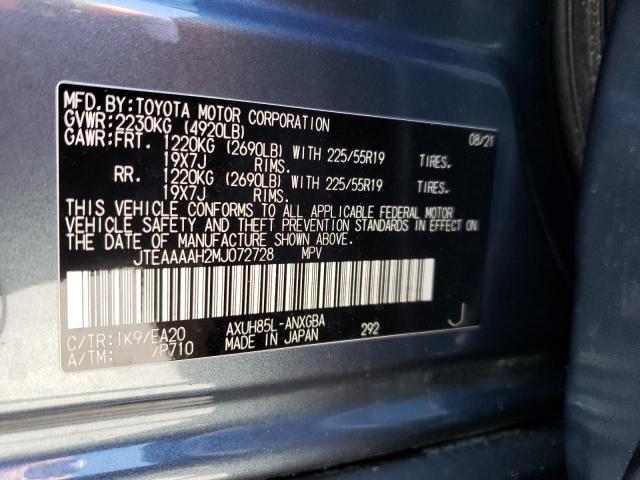 MFD.BY:TOYOTA MOTOR CORPORATION 08/21
GVWR:2230KG (4920LB)
GAWR:FRT. 1220KG (2690LB) WITH 225/55R19 TIRES.
19X7J RIMS.
RR. 1220KG (2690LB) WITH 225/55R19 TIRES.
19X7J RIMS.
THIS VEHICLE CONFORMS TO ALL APPLICABLE FEDERAL MOTOR
VEHICLE SAFETY AND THEFT PREVENTION STANDARDS IN EFFECT ON
THE DATE OF MANUFACTURE SHOWN ABOVE.
JTEAAAAH2MJ072728 MPV
C/TR:1K9/EA20 AXUH85L-ANXGBA 292 J
A/TM: /P710 MADE IN JAPAN